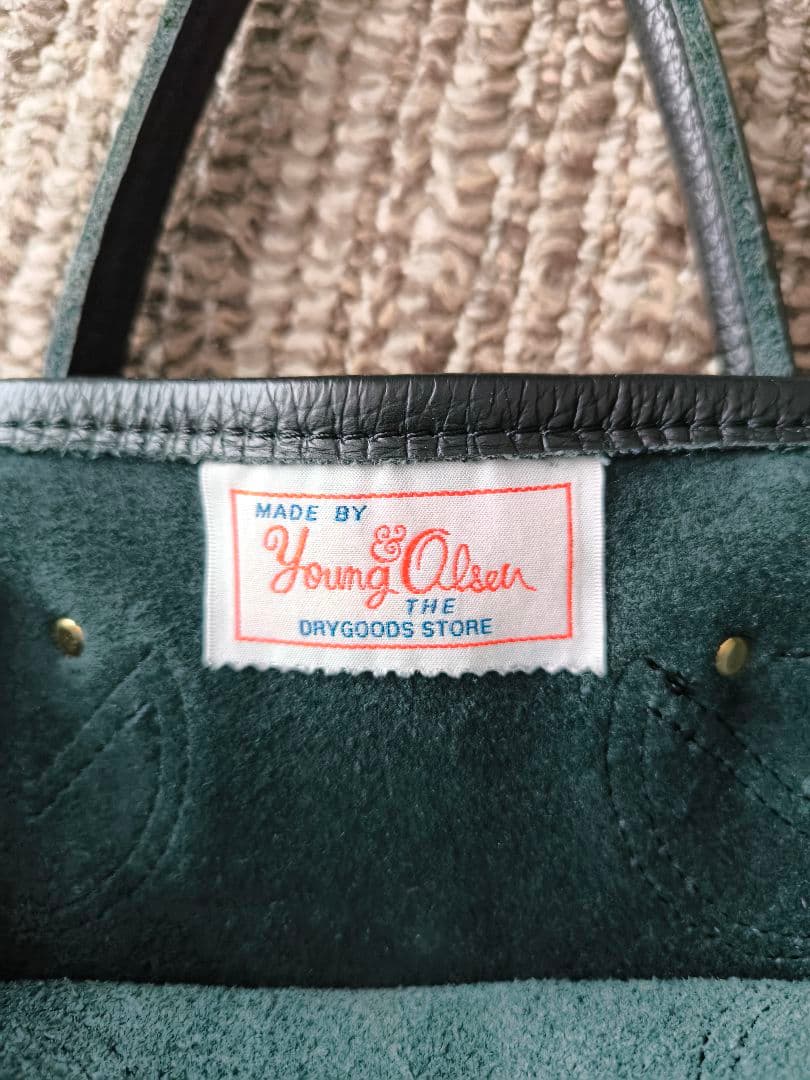 MADE BY
Young & Olsen
THE
DRYGOODS STORE